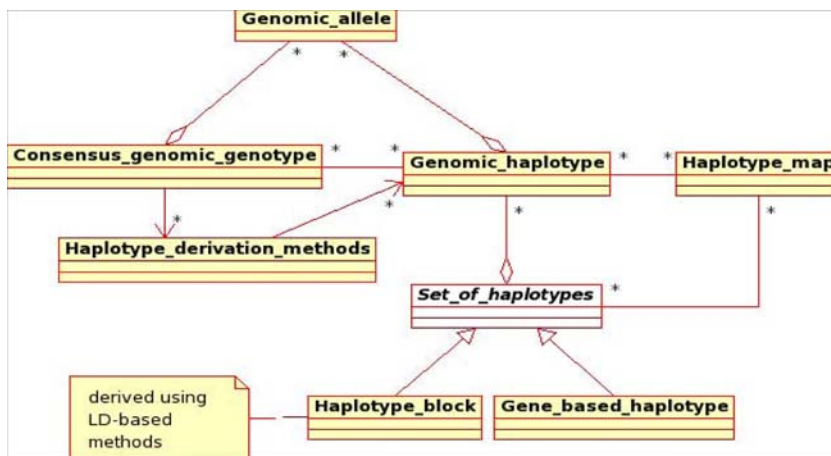 Genomic_allele
*
*
Consensus_genomic_genotype
*
*
Genomic_haplotype
*
*
Haplotype_map
*
*
*
*
Haplotype_derivation_methods
Set_of_haplotypes
*
derived using
LD-based
methods
Haplotype_block
Gene_based_haplotype